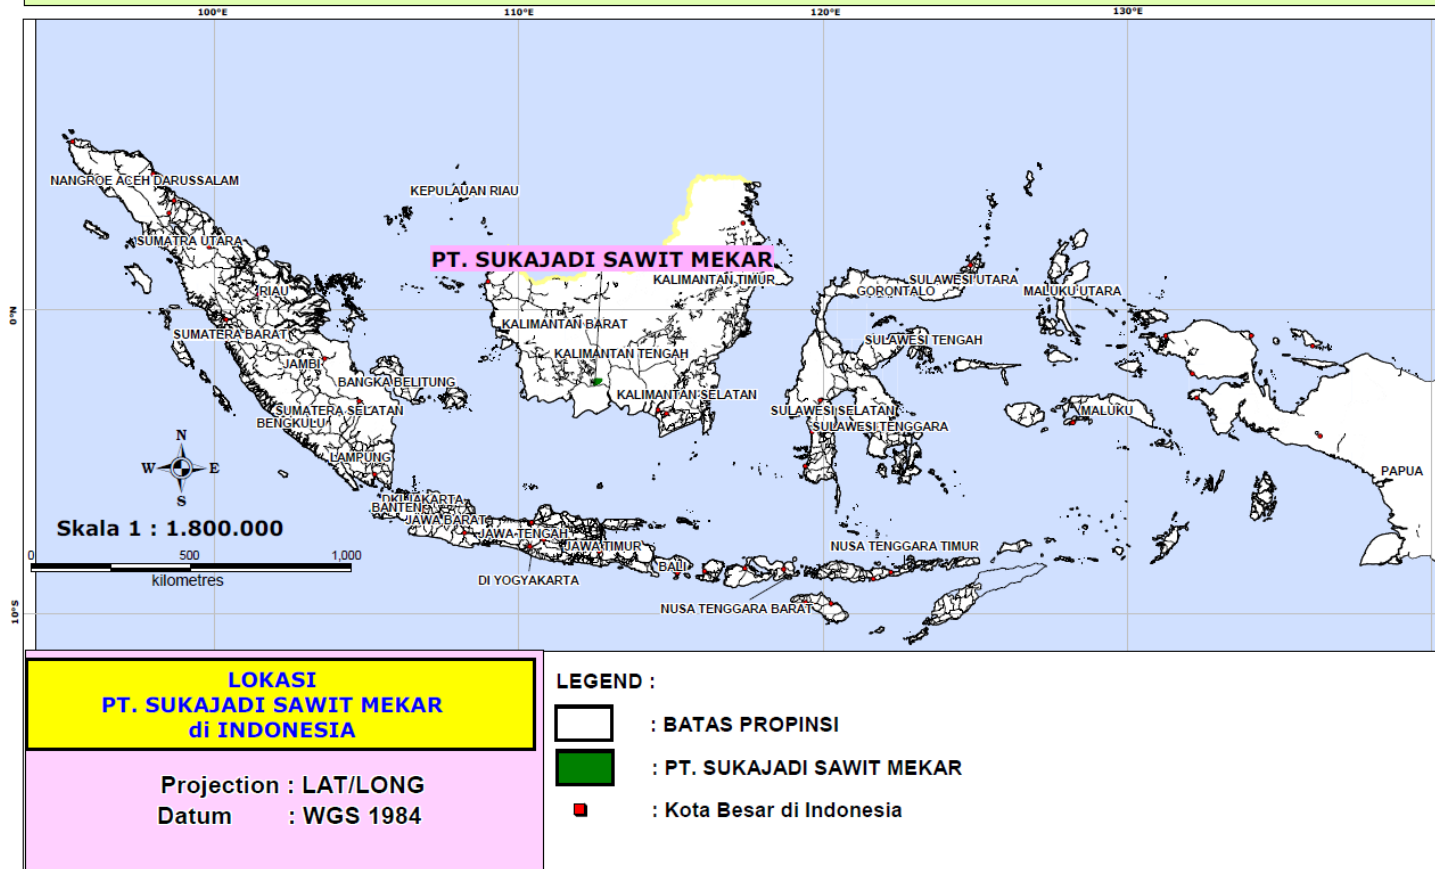 100°E 110°E 120°E 130°E
0°N
10°S
NANGROE ACEH DARUSSALAM
KEPULAUAN RIAU
SUMATRA UTARA
PT. SUKAJADI SAWIT MEKAR
KALIMANTAN TIMUR
SULAWESI UTARA
GORONTALO
MALUKU UTARA
RIAU
KALIMANTAN BARAT
SUMATERA BARAT
SULAWESI TENGAH
KALIMANTAN TENGAH
JAMBI
BANGKA BELITUNG
KALIMANTAN SELATAN
SUMATERA SELATAN
SULAWESI SELATAN
MALUKU
BENGKULU
SULAWESI TENGGARA
LAMPUNG
PAPUA
N
W E
S
DKI JAKARTA
BANTEN
JAWA BARAT
JAWA TENGAH
JAWA TIMUR
NUSA TENGGARA TIMUR
BALI
DI YOGYAKARTA
NUSA TENGGARA BARAT
Skala 1 : 1.800.000
0 500 1,000
kilometres
LOKASI
PT. SUKAJADI SAWIT MEKAR
di INDONESIA
Projection : LAT/LONG
Datum : WGS 1984
LEGEND :
: BATAS PROPINSI
: PT. SUKAJADI SAWIT MEKAR
: Kota Besar di Indonesia